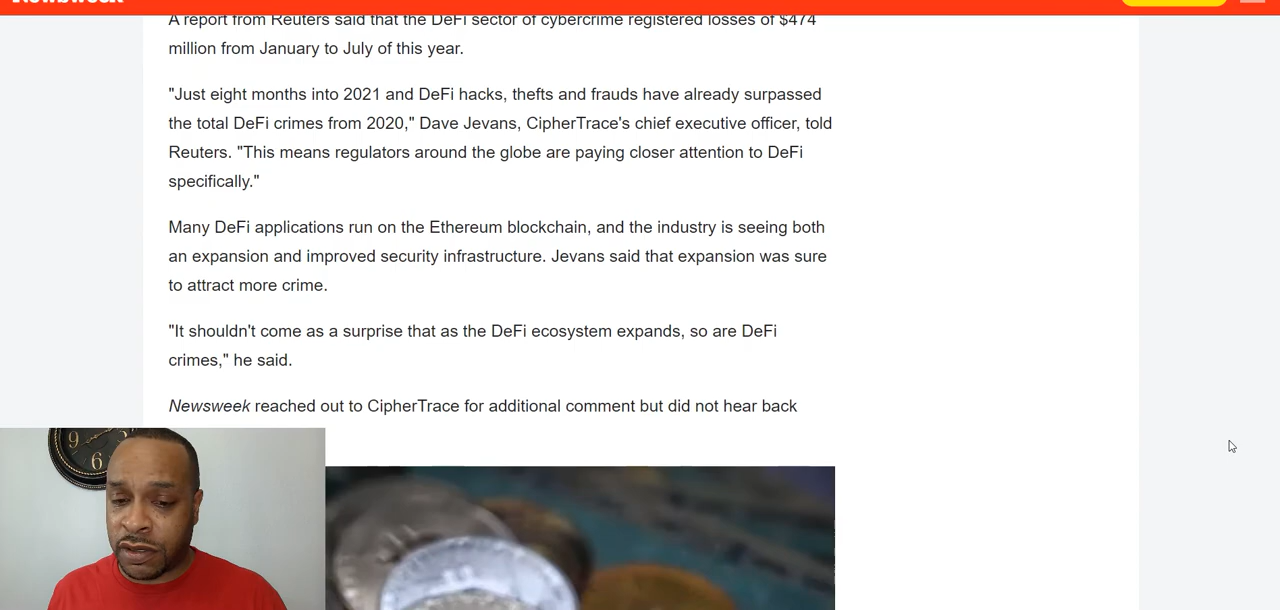 Newsweek
A report from Reuters said that the DeFi sector of cybercrime registered losses of $474
million from January to July of this year.
"Just eight months into 2021 and DeFi hacks, thefts and frauds have already surpassed
the total DeFi crimes from 2020," Dave Jevans, CipherTrace's chief executive officer, told
Reuters. "This means regulators around the globe are paying closer attention to DeFi
specifically."
Many DeFi applications run on the Ethereum blockchain, and the industry is seeing both
an expansion and improved security infrastructure. Jevans said that expansion was sure
to attract more crime.
"It shouldn't come as a surprise that as the DeFi ecosystem expands, so are DeFi
crimes," he said.
Newsweek reached out to CipherTrace for additional comment but did not hear back
9
6